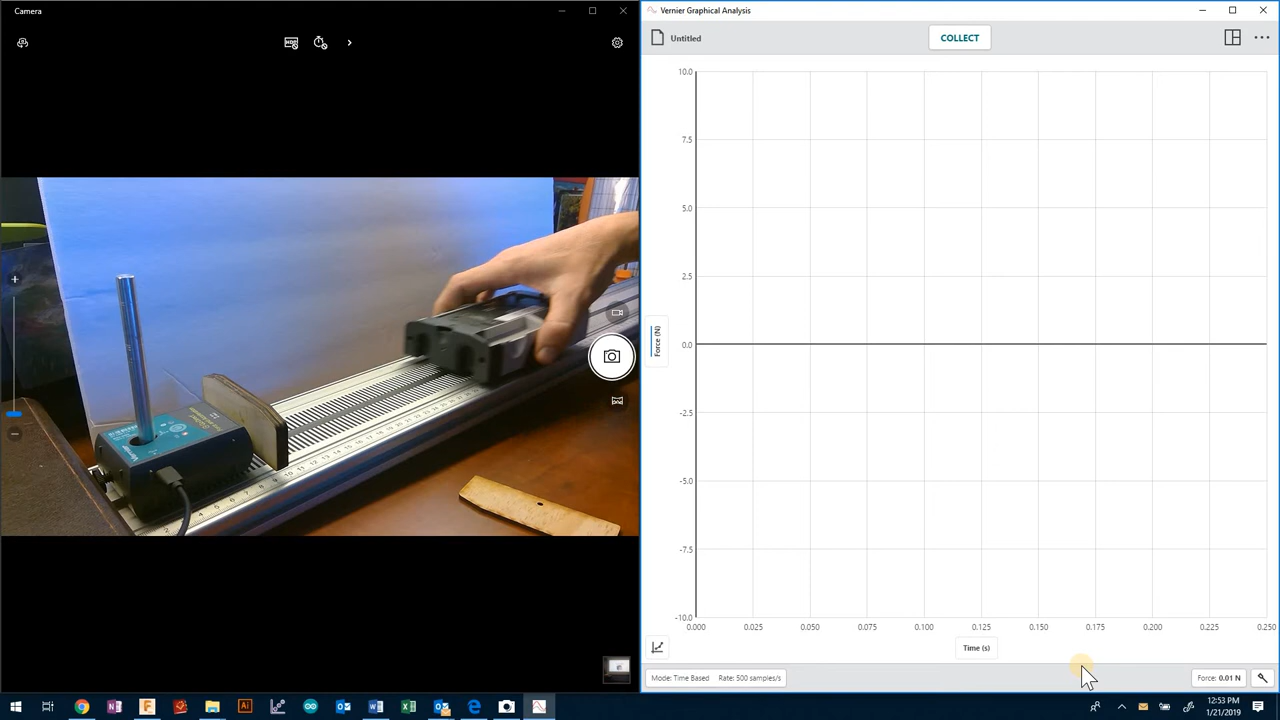 Camera
Vernier Graphical Analysis
Untitled
COLLECT
10.0
7.5
5.0
2.5
0.0
-2.5
-5.0
-7.5
-10.0
Force (N)
0.000 0.025 0.050 0.075 0.100 0.125 0.150 0.175 0.200 0.225 0.250
Time (s)
Mode: Time Based Rate: 500 samples/s
Force: 0.01 N
12:53 PM
1/21/2019